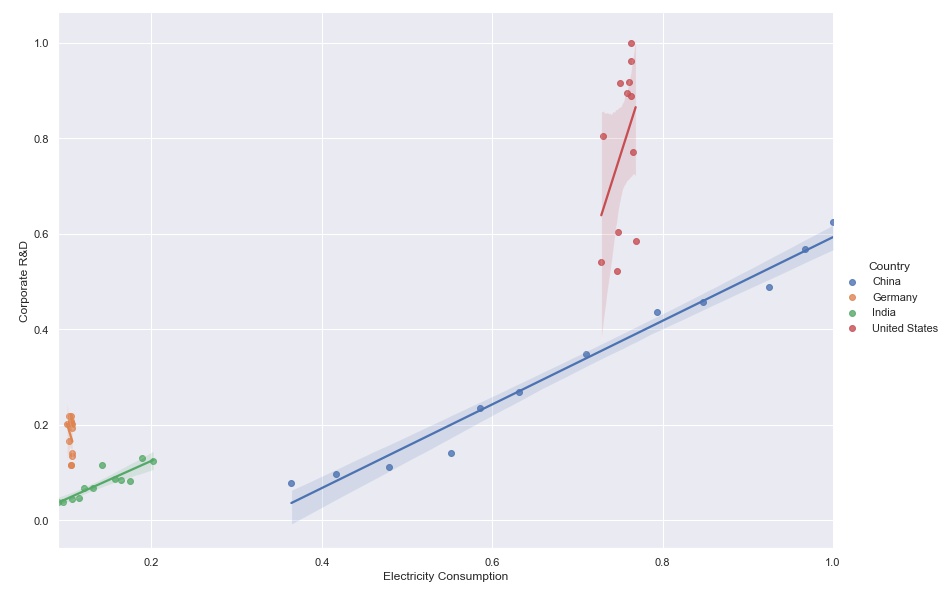 1.0
0.8
0.6
0.4
0.2
0.0
Corporate R&D
0.2 0.4 0.6 0.8 1.0
Electricity Consumption
Country
China
Germany
India
United States